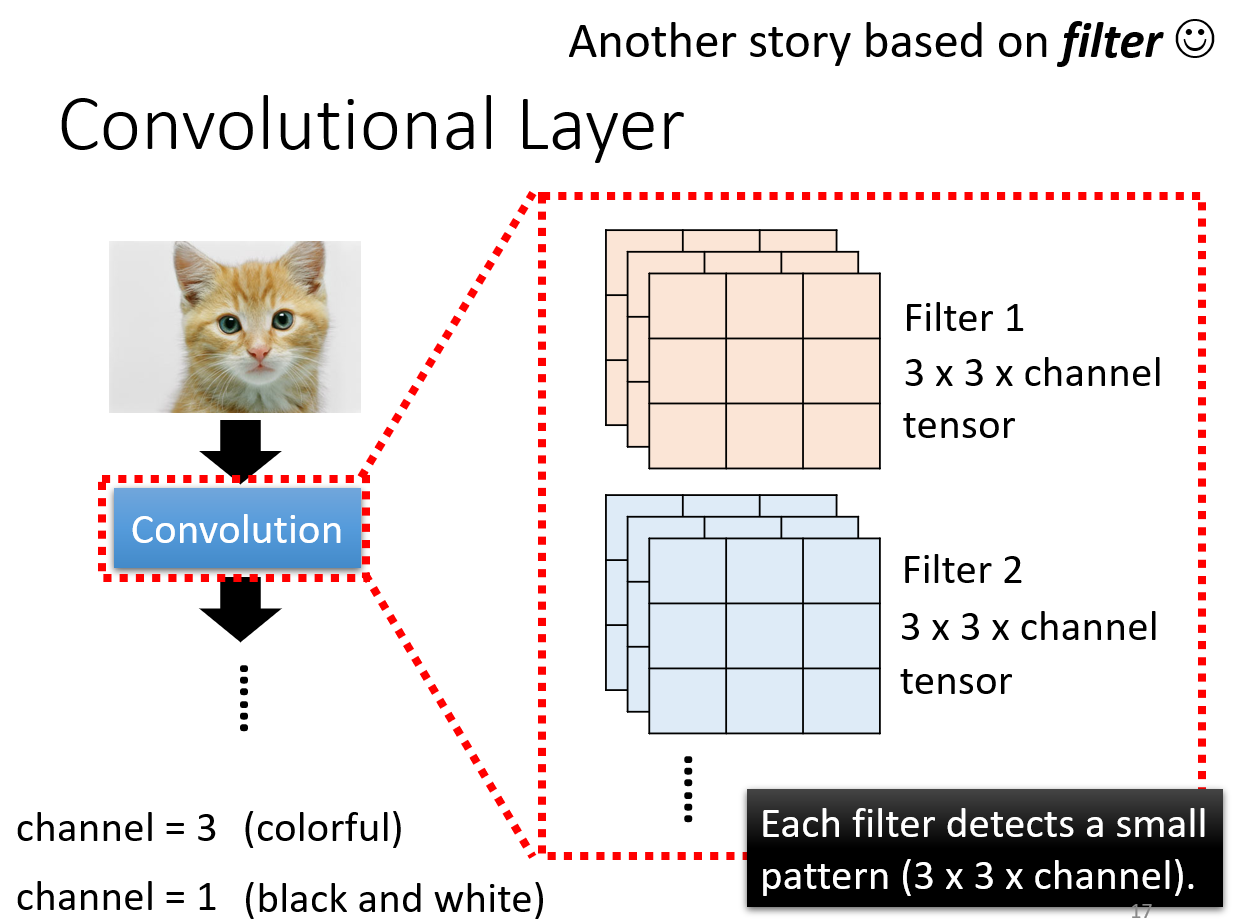 Another story based on filter ☺
Convolutional Layer
Convolution
Filter 1
3 x 3 x channel
tensor
Filter 2
3 x 3 x channel
tensor
channel = 3 (colorful)
channel = 1 (black and white)
Each filter detects a small
pattern (3 x 3 x channel).
17